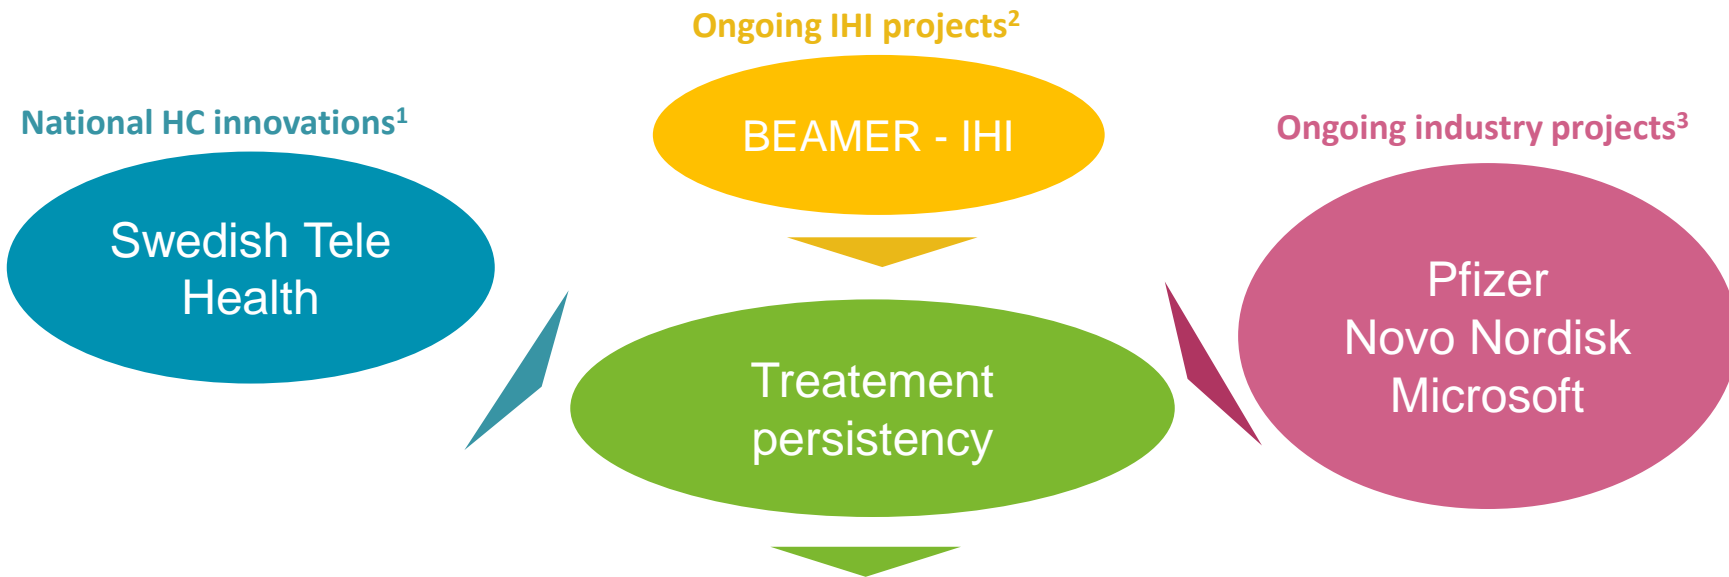 Ongoing IHI projects²
BEAMER - IHI
National HC innovations¹
Swedish Tele
Health
Ongoing industry projects³
Pfizer
Novo Nordisk
Microsoft
Treatement
persistency